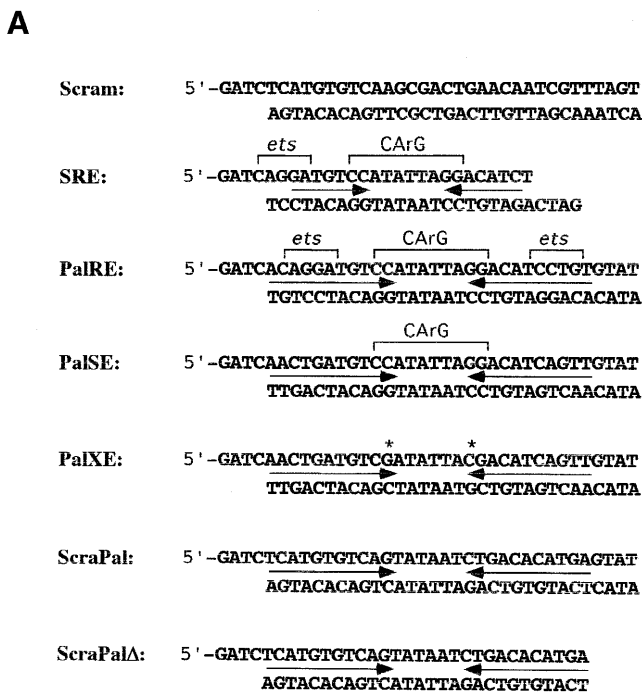 A
Scram: 5'-GATCTCATGTGTCAAGCGACTGAACAATCGTTTAGT
AGTACACAGTTCGCTGACTTGTTAGCAAATCA
ets CArG
SRE: 5'-GATCAGGATGTCCATATTAGGACATCT
TCCTACAGGTATAATCCTGTAGACTAG
ets CArG ets
PalRE: 5'-GATCACAGGATGTCCATATTAGGACATCCTGTGTAT
TGTCCTACAGGTATAATCCTGTAGGACACATA
CArG
PalSE: 5'-GATCAACTGATGTCCATATTAGGACATCAGTTGTAT
TTGACTACAGGTATAATCCTGTAGTCAACATA
* *
PalXE: 5'-GATCAACTGATGTCGATATTACGACATCAGTTGTAT
TTGACTACAGCTATAATGCTGTAGTCAACATA
ScraPal: 5'-GATCTCATGTGTCAGTATAATCTGACACATGAGTAT
AGTACACAGTCATATTAGACTGTGTACTCATA
ScraPalΔ: 5'-GATCTCATGTGTCAGTATAATCTGACACATGA
AGTACACAGTCATATTAGACTGTGTACT